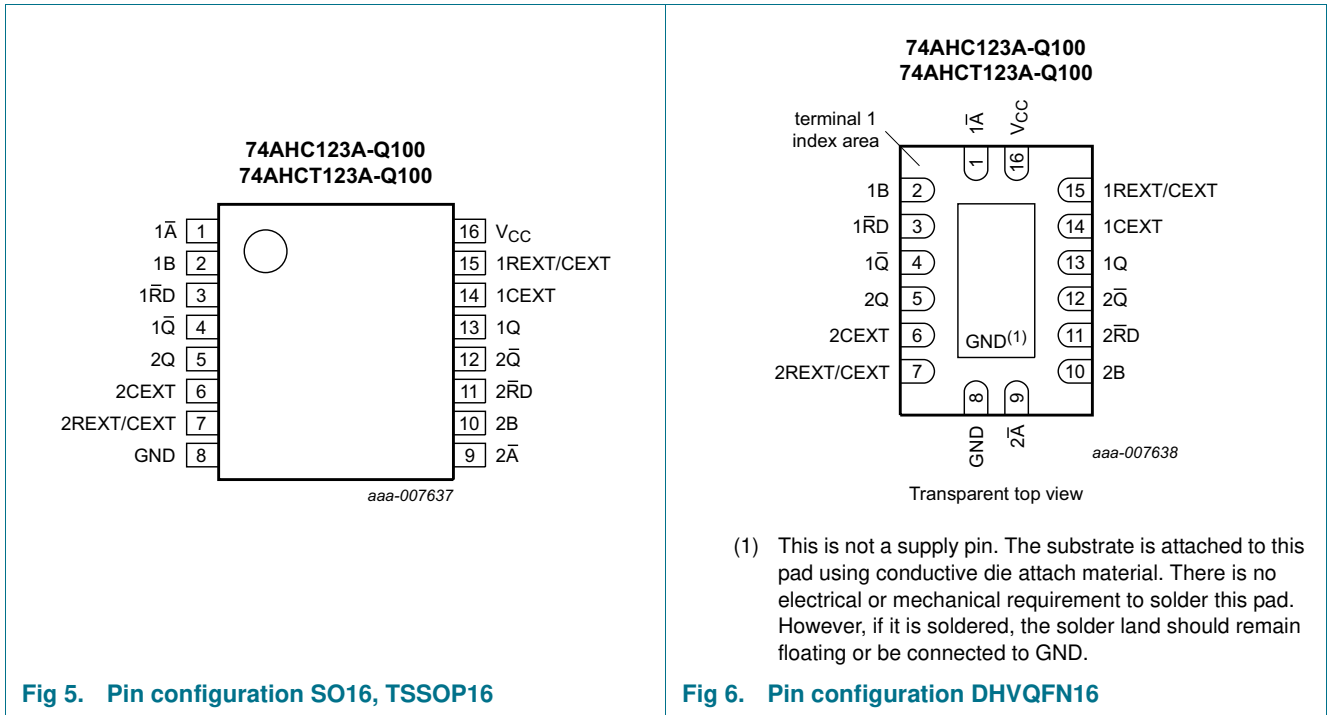 74AHC123A-Q100
74AHCT123A-Q100
1A̅ 1
1B 2
1R̅D 3
1Q̅ 4
2Q 5
2CEXT 6
2REXT/CEXT 7
GND 8
16 VCC
15 1REXT/CEXT
14 1CEXT
13 1Q
12 2Q̅
11 2R̅D
10 2B
9 2A̅
aaa-007637
Fig 5. Pin configuration SO16, TSSOP16
74AHC123A-Q100
74AHCT123A-Q100
terminal 1
index area
1A̅ 1
VCC 16
1B 2
1R̅D 3
1Q̅ 4
2Q 5
2CEXT 6
2REXT/CEXT 7
15 1REXT/CEXT
14 1CEXT
13 1Q
12 2Q̅
11 2R̅D
10 2B
GND(1)
GND 8
2A̅ 9
aaa-007638
Transparent top view
(1) This is not a supply pin. The substrate is attached to this
pad using conductive die attach material. There is no
electrical or mechanical requirement to solder this pad.
However, if it is soldered, the solder land should remain
floating or be connected to GND.
Fig 6. Pin configuration DHVQFN16